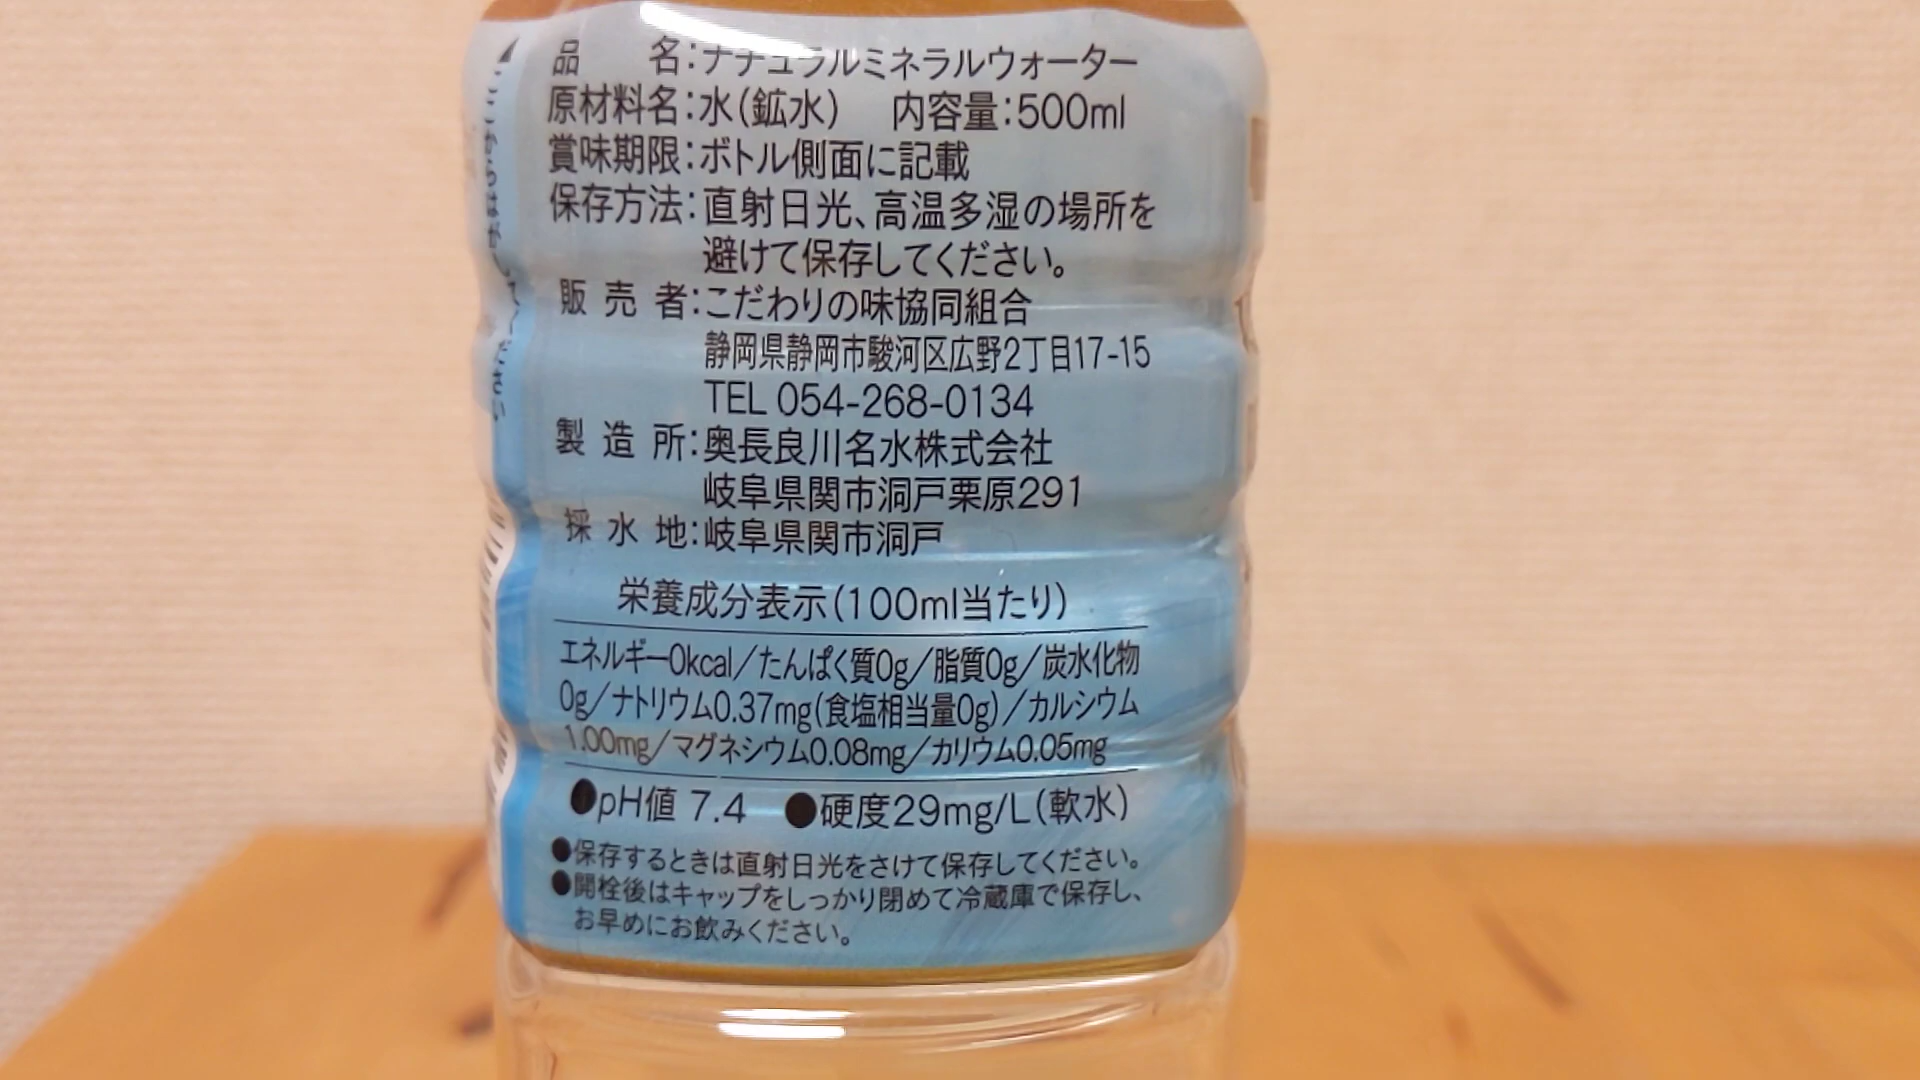 品名:ナチュラルミネラルウォーター
原材料名:水(鉱水) 内容量:500ml
賞味期限:ボトル側面に記載
保存方法:直射日光、高温多湿の場所を
避けて保存してください。
販売者:こだわりの味協同組合
静岡県静岡市駿河区広野2丁目17-15
TEL 054-268-0134
製造所:奥長良川名水株式会社
岐阜県関市洞戸栗原291
採水地:岐阜県関市洞戸
栄養成分表示(100ml当たり)
エネルギー0kcal/たんぱく質0g/脂質0g/炭水化物
0g/ナトリウム0.37mg(食塩相当量0g)/カルシウム
1.00mg/マグネシウム0.08mg/カリウム0.05mg
●pH値 7.4 ●硬度29mg/L(軟水)
●保存するときは直射日光をさけて保存してください。
●開栓後はキャップをしっかり閉めて冷蔵庫で保存し、
お早めにお飲みください。